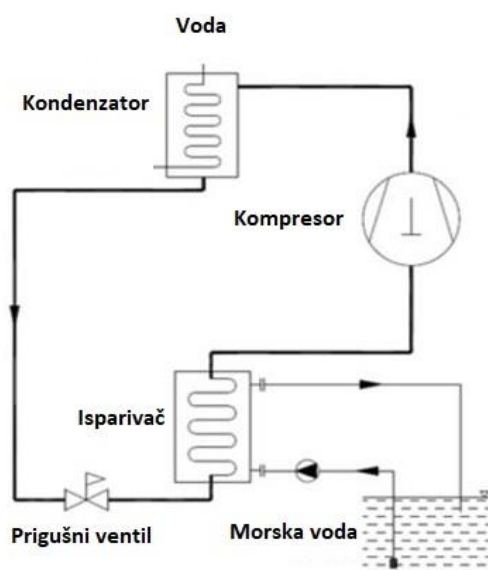 Voda
Kondenzator
Kompresor
Isparivač
Prigušni ventil
Morska voda